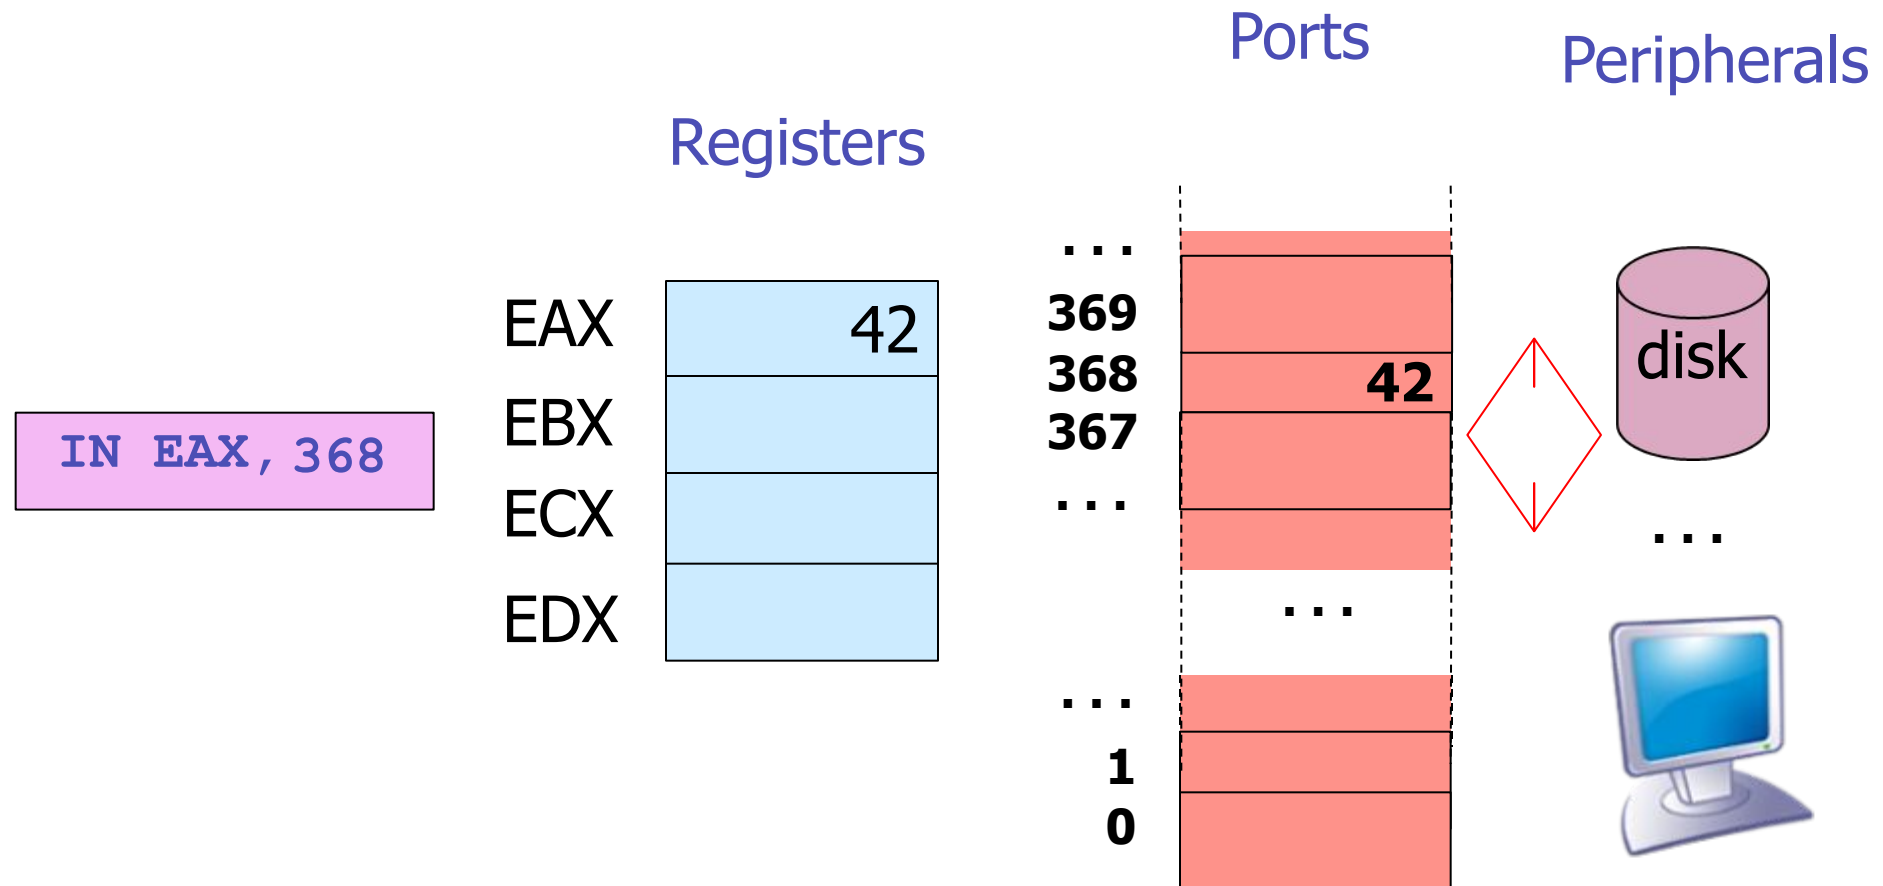 Ports
Peripherals
Registers
IN EAX, 368
EAX 42
EBX
ECX
EDX
...
369
368 42
367
...
...
...
1
0
disk
...